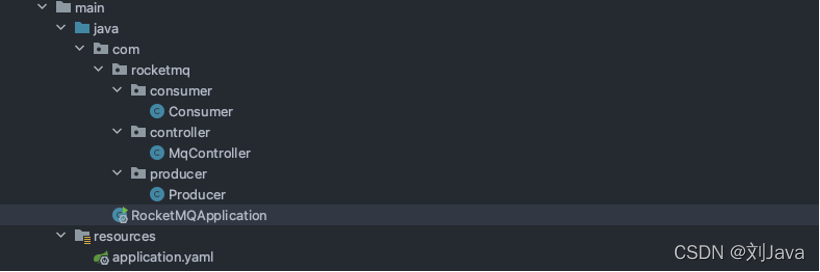 main
java
com
rocketmq
consumer
Consumer
controller
MqController
producer
Producer
RocketMQApplication
resources
application.yaml
CSDN @刘Java